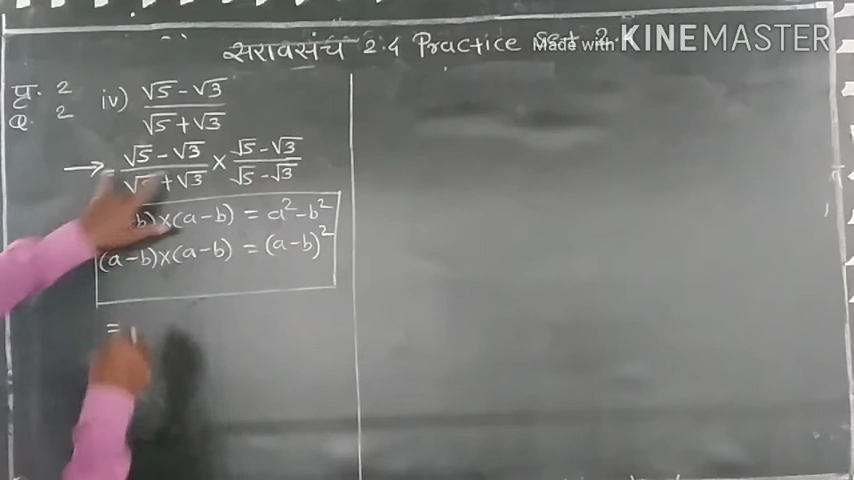 सरावसंच 2.4 Practice Set 2.
Made with KINEMASTER
प्र. 2
Q. 2
iv) √5-√3 / √5+√3
→ √5-√3 / √5+√3 × √5-√3 / √5-√3
b)×(a-b) = a²-b²
(a-b)×(a-b) = (a-b)²
=